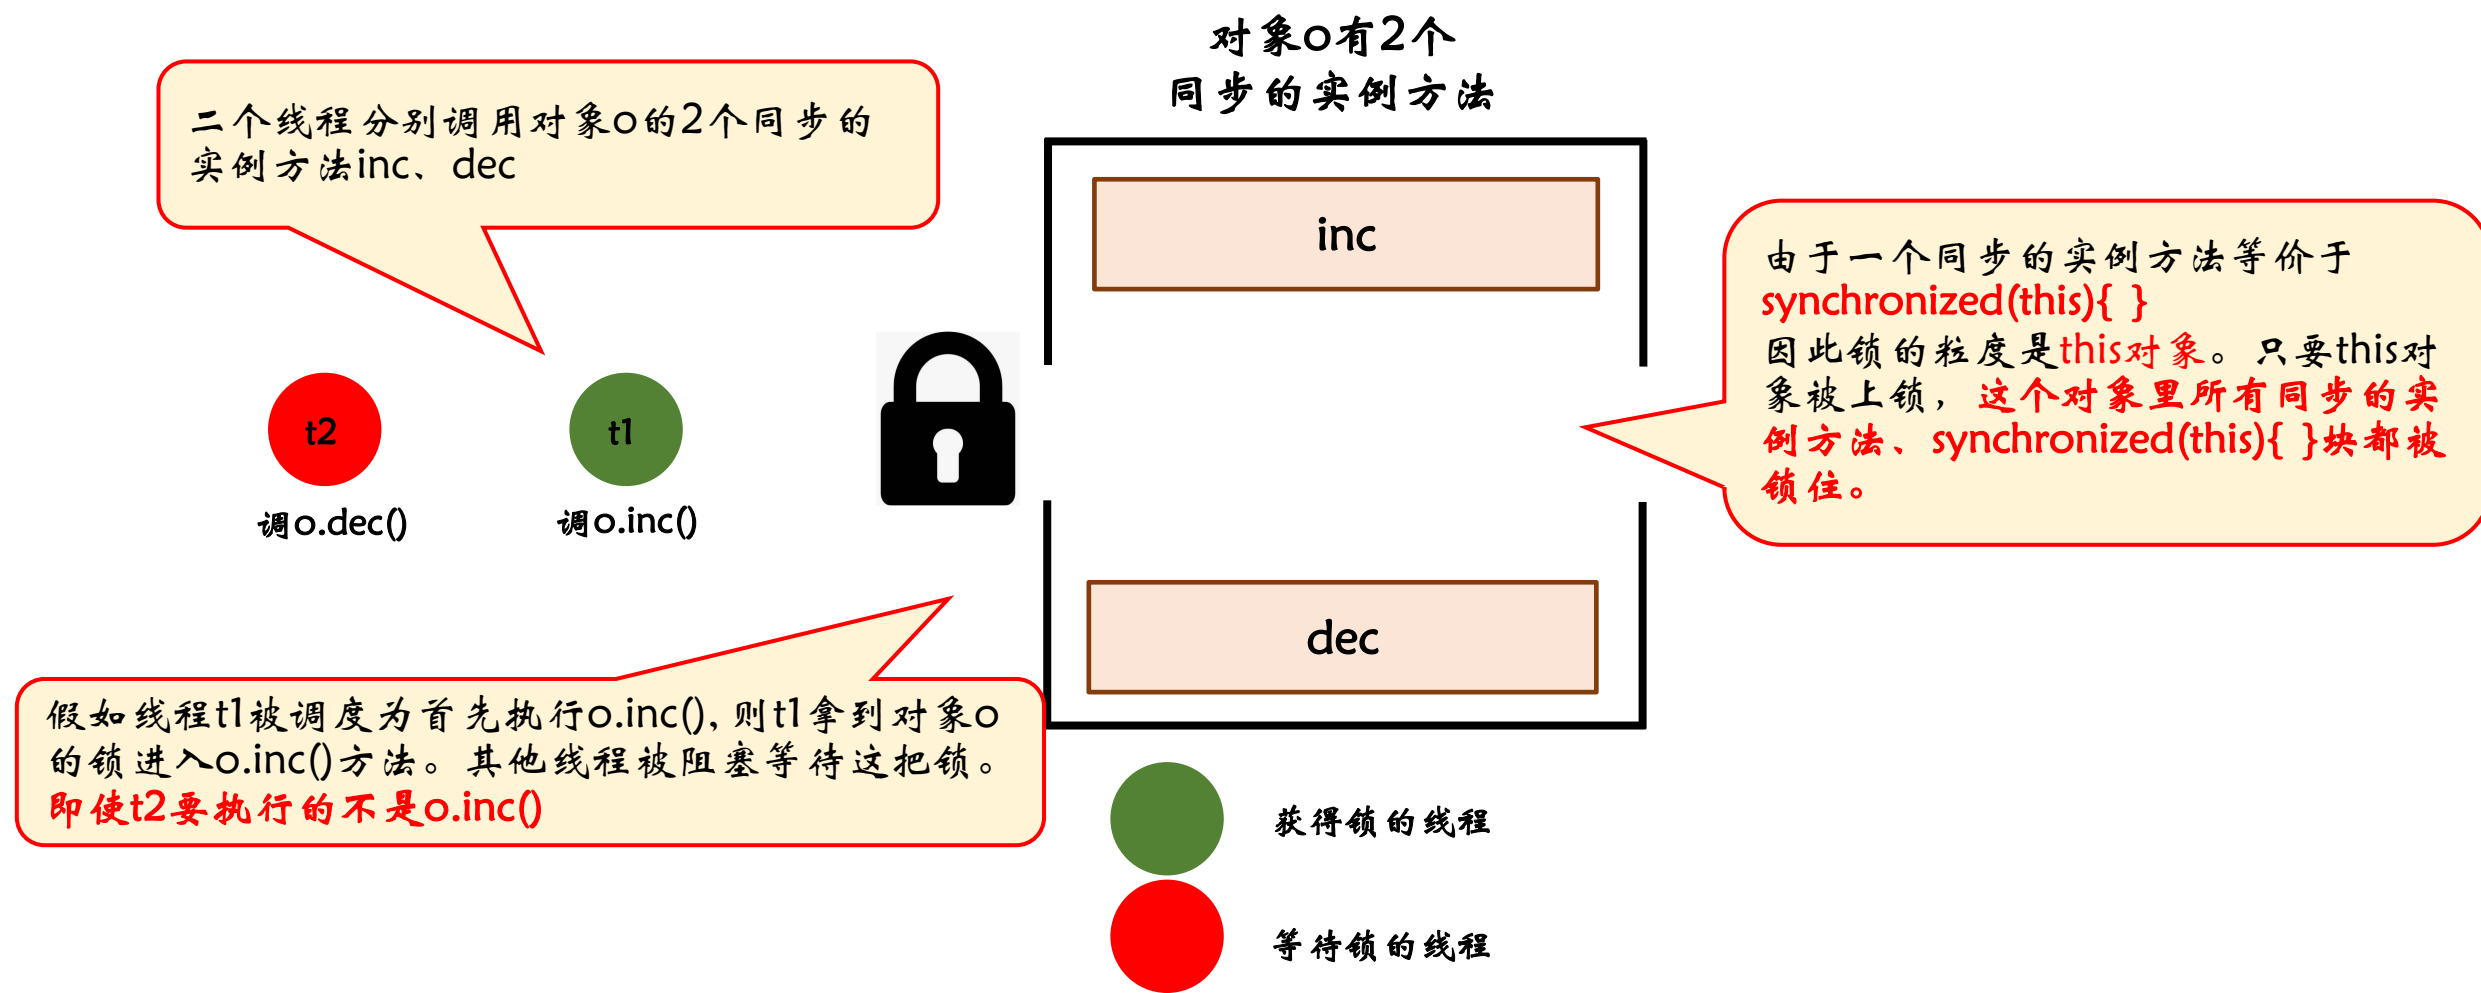 对象o有2个
同步的实例方法
二个线程分别调用对象o的2个同步的
实例方法inc、dec
inc
由于一个同步的实例方法等价于
synchronized(this){ }
因此锁的粒度是this对象。只要this对
象被上锁，这个对象里所有同步的实
例方法、synchronized(this){ }块都被
锁住。
t2
t1
调o.dec()
调o.inc()
dec
假如线程t1被调度为首先执行o.inc(),则t1拿到对象o
的锁进入o.inc()方法。其他线程被阻塞等待这把锁。
即使t2要执行的不是o.inc()
获得锁的线程
等待锁的线程